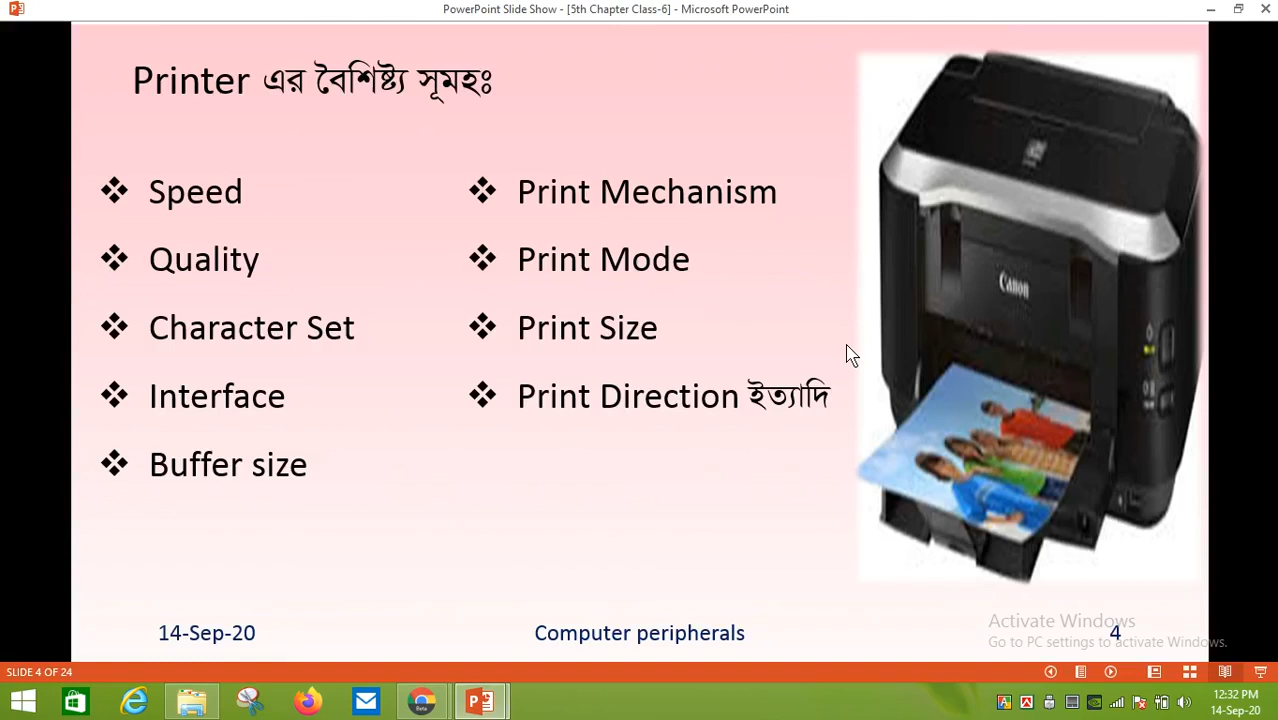 PowerPoint Slide Show - [5th Chapter Class-6] - Microsoft PowerPoint
Printer এর বৈশিষ্ট্য সূমহঃ
❖ Speed
❖ Quality
❖ Character Set
❖ Interface
❖ Buffer size
❖ Print Mechanism
❖ Print Mode
❖ Print Size
❖ Print Direction ইত্যাদি
Canon
14-Sep-20
Computer peripherals
4
Activate Windows
Go to PC settings to activate Windows.
SLIDE 4 OF 24
Beta
12:32 PM
14-Sep-20